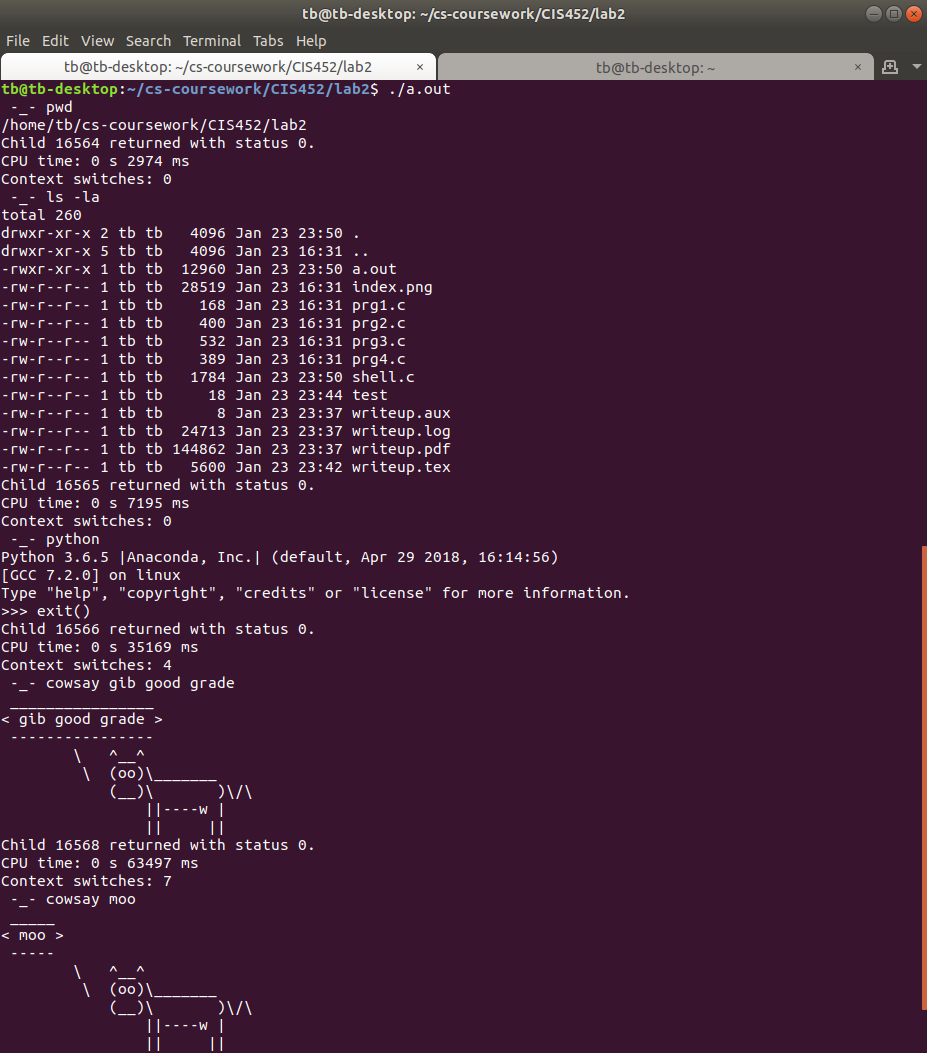 tb@tb-desktop: ~/cs-coursework/CIS452/lab2
File Edit View Search Terminal Tabs Help
tb@tb-desktop: ~/cs-coursework/CIS452/lab2 × tb@tb-desktop: ~ ×
tb@tb-desktop:~/cs-coursework/CIS452/lab2$ ./a.out
 -_- pwd
/home/tb/cs-coursework/CIS452/lab2
Child 16564 returned with status 0.
CPU time: 0 s 2974 ms
Context switches: 0
 -_- ls -la
total 260
drwxr-xr-x 2 tb tb   4096 Jan 23 23:50 .
drwxr-xr-x 5 tb tb   4096 Jan 23 16:31 ..
-rwxr-xr-x 1 tb tb  12960 Jan 23 23:50 a.out
-rw-r--r-- 1 tb tb  28519 Jan 23 16:31 index.png
-rw-r--r-- 1 tb tb    168 Jan 23 16:31 prg1.c
-rw-r--r-- 1 tb tb    400 Jan 23 16:31 prg2.c
-rw-r--r-- 1 tb tb    532 Jan 23 16:31 prg3.c
-rw-r--r-- 1 tb tb    389 Jan 23 16:31 prg4.c
-rw-r--r-- 1 tb tb   1784 Jan 23 23:50 shell.c
-rw-r--r-- 1 tb tb     18 Jan 23 23:44 test
-rw-r--r-- 1 tb tb      8 Jan 23 23:37 writeup.aux
-rw-r--r-- 1 tb tb  24713 Jan 23 23:37 writeup.log
-rw-r--r-- 1 tb tb 144862 Jan 23 23:37 writeup.pdf
-rw-r--r-- 1 tb tb   5600 Jan 23 23:42 writeup.tex
Child 16565 returned with status 0.
CPU time: 0 s 7195 ms
Context switches: 0
 -_- python
Python 3.6.5 |Anaconda, Inc.| (default, Apr 29 2018, 16:14:56)
[GCC 7.2.0] on linux
Type "help", "copyright", "credits" or "license" for more information.
>>> exit()
Child 16566 returned with status 0.
CPU time: 0 s 35169 ms
Context switches: 4
 -_- cowsay gib good grade
 ________________
< gib good grade >
 ----------------
        \   ^__^
         \  (oo)\_______
            (__)\       )\/\
                ||----w |
                ||     ||
Child 16568 returned with status 0.
CPU time: 0 s 63497 ms
Context switches: 7
 -_- cowsay moo
 _____
< moo >
 -----
        \   ^__^
         \  (oo)\_______
            (__)\       )\/\
                ||----w |
                ||     ||